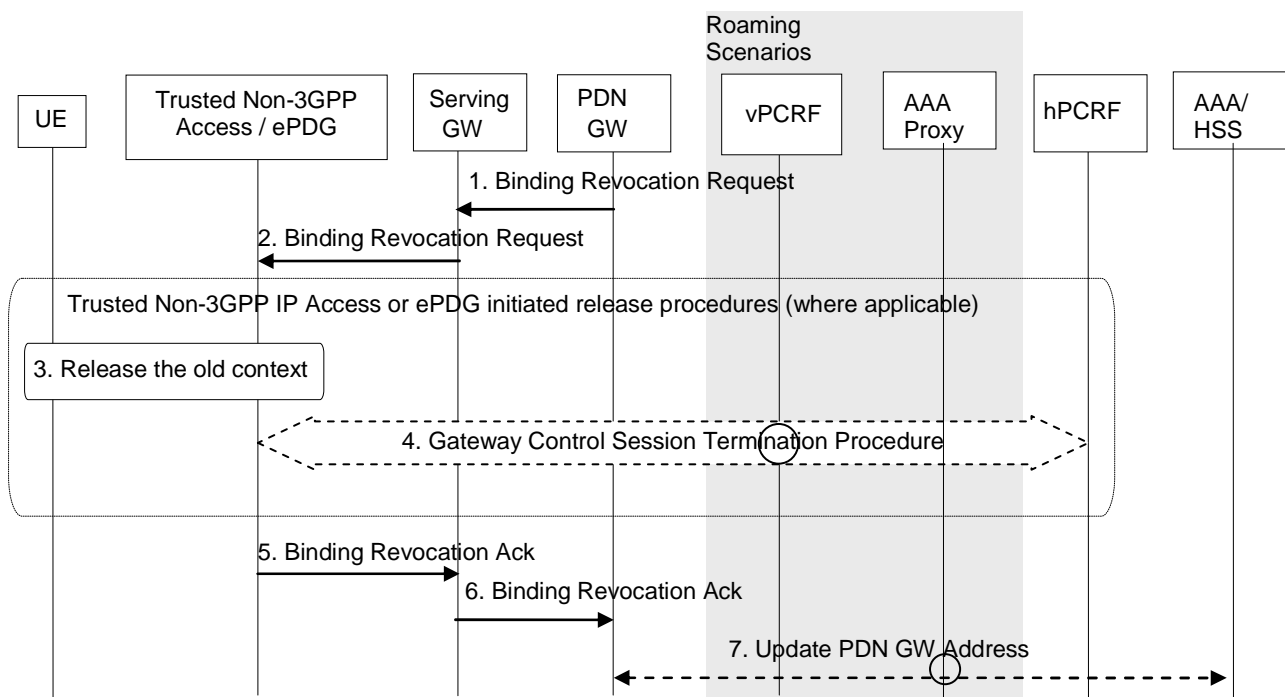 Roaming
Scenarios
UE
Trusted Non-3GPP
Access / ePDG
Serving
GW
PDN
GW
vPCRF
AAA
Proxy
hPCRF
AAA/
HSS
1. Binding Revocation Request
2. Binding Revocation Request
Trusted Non-3GPP IP Access or ePDG initiated release procedures (where applicable)
3. Release the old context
4. Gateway Control Session Termination Procedure
5. Binding Revocation Ack
6. Binding Revocation Ack
7. Update PDN GW Address